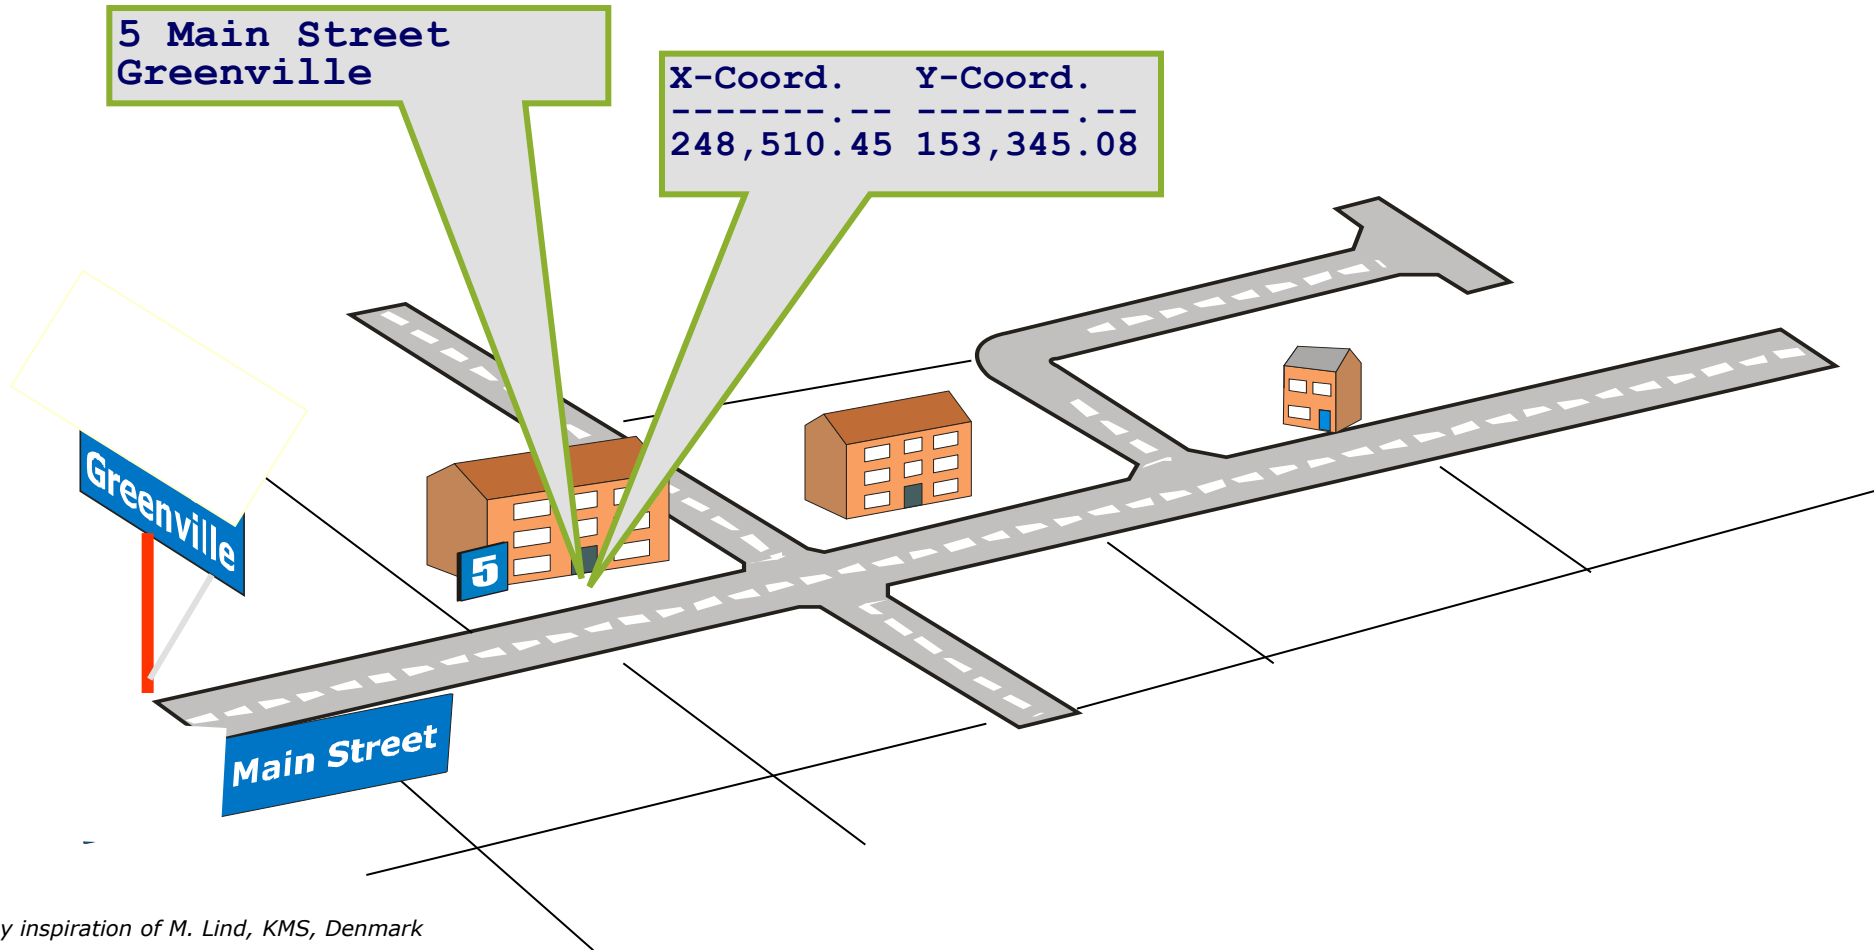 5 Main Street
Greenville
X-Coord. Y-Coord.
-------.-- -------.--
248,510.45 153,345.08
Greenville
5
Main Street
y inspiration of M. Lind, KMS, Denmark